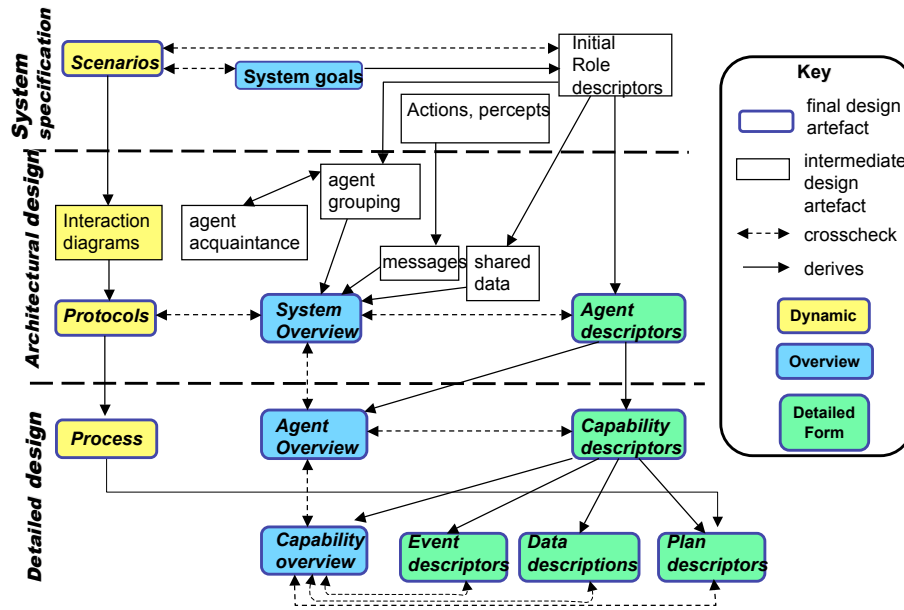 System
specification
Scenarios
System goals
Initial
Role
descriptors
Actions, percepts
Architectural design
agent
grouping
agent
acquaintance
Interaction
diagrams
messages
shared
data
Protocols
System
Overview
Agent
descriptors
Detailed design
Process
Agent
Overview
Capability
descriptors
Capability
overview
Event
descriptors
Data
descriptions
Plan
descriptors
Key
final design
artefact
intermediate
design
artefact
crosscheck
derives
Dynamic
Overview
Detailed
Form